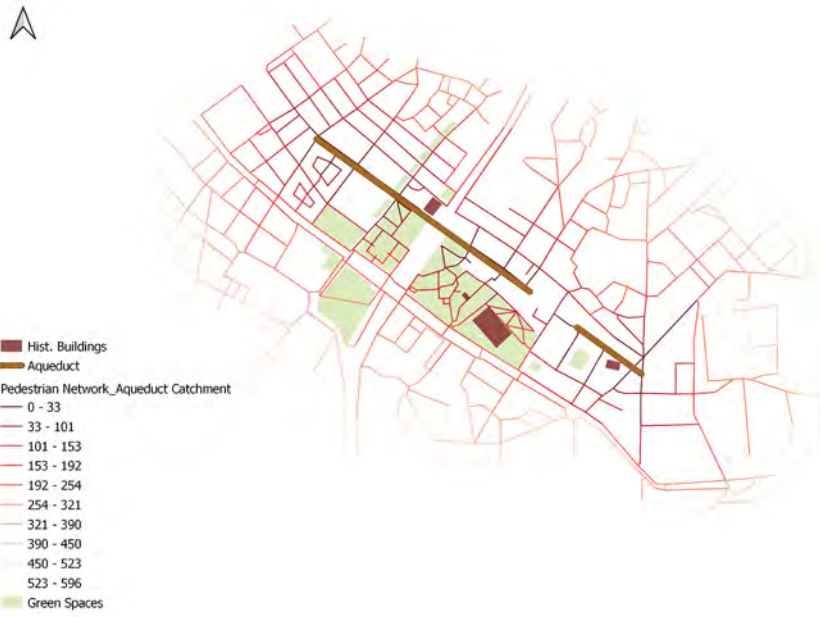 Hist. Buildings
Aqueduct
Pedestrian Network_Aqueduct Catchment
0 - 33
33 - 101
101 - 153
153 - 192
192 - 254
254 - 321
321 - 390
390 - 450
450 - 523
523 - 596
Green Spaces